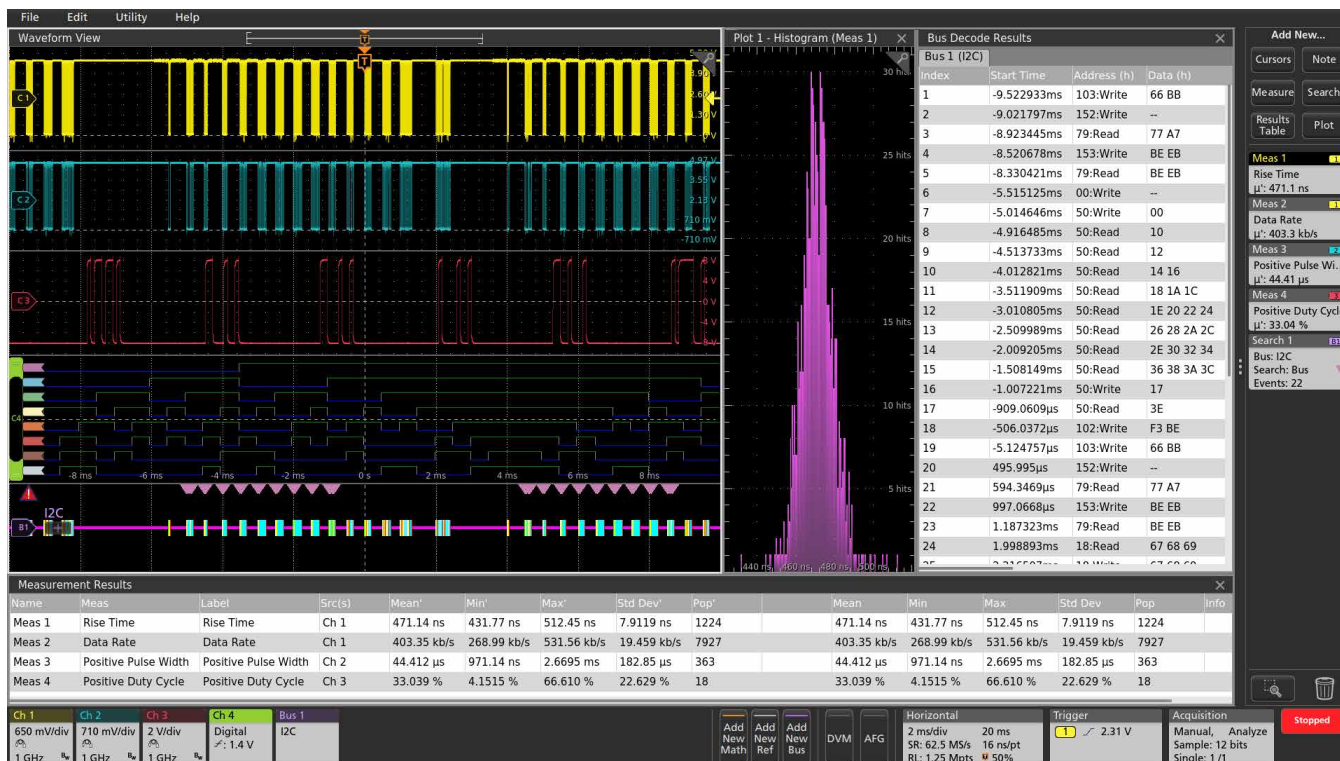 File Edit Utility Help
Waveform View
Plot 1 - Histogram (Meas 1)
Bus Decode Results
Add New...
Cursors Note
Measure Search
Results Table Plot
T
T
C1
3.90
2.60
1.30 V
0 V
C2
4.97 V
3.55 V
2.13 V
710 mV
-710 mV
C3
8 V
4 V
0 V
-4 V
-8 V
C4
-8 ms -6 ms -4 ms -2 ms 0 s 2 ms 4 ms 6 ms 8 ms
I2C
B1
30 hits
25 hits
20 hits
15 hits
10 hits
5 hits
440 ns 460 ns 480 ns 500 ns
Bus 1 (I2C)
Index Start Time Address (h) Data (h)
1 -9.522933ms 103:Write 66 BB
2 -9.021797ms 152:Write --
3 -8.923445ms 79:Read 77 A7
4 -8.520678ms 153:Write BE EB
5 -8.330421ms 79:Read BE EB
6 -5.515125ms 00:Write --
7 -5.014646ms 50:Write 00
8 -4.916485ms 50:Read 10
9 -4.513733ms 50:Read 12
10 -4.012821ms 50:Read 14 16
11 -3.511909ms 50:Read 18 1A 1C
12 -3.010805ms 50:Read 1E 20 22 24
13 -2.509989ms 50:Read 26 28 2A 2C
14 -2.009205ms 50:Read 2E 30 32 34
15 -1.508149ms 50:Read 36 38 3A 3C
16 -1.007221ms 50:Write 17
17 -909.0609µs 50:Read 3E
18 -506.0372µs 102:Write F3 BE
19 -5.124757µs 103:Write 66 BB
20 495.995µs 152:Write --
21 594.3469µs 79:Read 77 A7
22 997.0668µs 153:Write BE EB
23 1.187323ms 79:Read BE EB
24 1.998893ms 18:Read 67 68 69
Meas 1 1
Rise Time
µ': 471.1 ns
Meas 2 1
Data Rate
µ': 403.3 kb/s
Meas 3 2
Positive Pulse Wi...
µ': 44.41 µs
Meas 4 3
Positive Duty Cycle
µ': 33.04 %
Search 1 B1
Bus: I2C
Search: Bus
Events: 22
Measurement Results
Name Meas Label Src(s) Mean' Min' Max' Std Dev' Pop' Mean Min Max Std Dev Pop Info
Meas 1 Rise Time Rise Time Ch 1 471.14 ns 431.77 ns 512.45 ns 7.9119 ns 1224 471.14 ns 431.77 ns 512.45 ns 7.9119 ns 1224
Meas 2 Data Rate Data Rate Ch 1 403.35 kb/s 268.99 kb/s 531.56 kb/s 19.459 kb/s 7927 403.35 kb/s 268.99 kb/s 531.56 kb/s 19.459 kb/s 7927
Meas 3 Positive Pulse Width Positive Pulse Width Ch 2 44.412 µs 971.14 ns 2.6695 ms 182.85 µs 363 44.412 µs 971.14 ns 2.6695 ms 182.85 µs 363
Meas 4 Positive Duty Cycle Positive Duty Cycle Ch 3 33.039 % 4.1515 % 66.610 % 22.629 % 18 33.039 % 4.1515 % 66.610 % 22.629 % 18
Ch 1
650 mV/div
1 GHz Bw
Ch 2
710 mV/div
1 GHz Bw
Ch 3
2 V/div
1 GHz Bw
Ch 4
Digital
: 1.4 V
Bus 1
I2C
Add New Math
Add New Ref
Add New Bus
DVM
AFG
Horizontal
2 ms/div 20 ms
SR: 62.5 MS/s 16 ns/pt
RL: 1.25 Mpts 50%
Trigger
1 2.31 V
Acquisition
Manual, Analyze
Sample: 12 bits
Single: 1 /1
Stopped